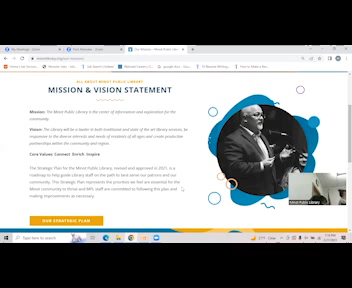 ALL ABOUT MINOT PUBLIC LIBRARY
MISSION & VISION STATEMENT
Mission: The Minot Public Library is the center of information and exploration for the
community.
Vision: The Library will be a leader in both traditional and state of the art library services, be
responsive to the diverse interests and needs of residents of all ages and create productive
partnerships within the community and region.
Core Values: Connect Enrich Inspire
The Strategic Plan for the Minot Public Library, revised and approved in 2021, is a
roadmap to help guide Library staff on the path to best serve our patrons and our
community. This Strategic Plan represents the priorities we feel are essential for the
Minot community to thrive and MPL staff are committed to following this plan and
making improvements as necessary.
OUR STRATEGIC PLAN
Minot Public Library
Type here to search